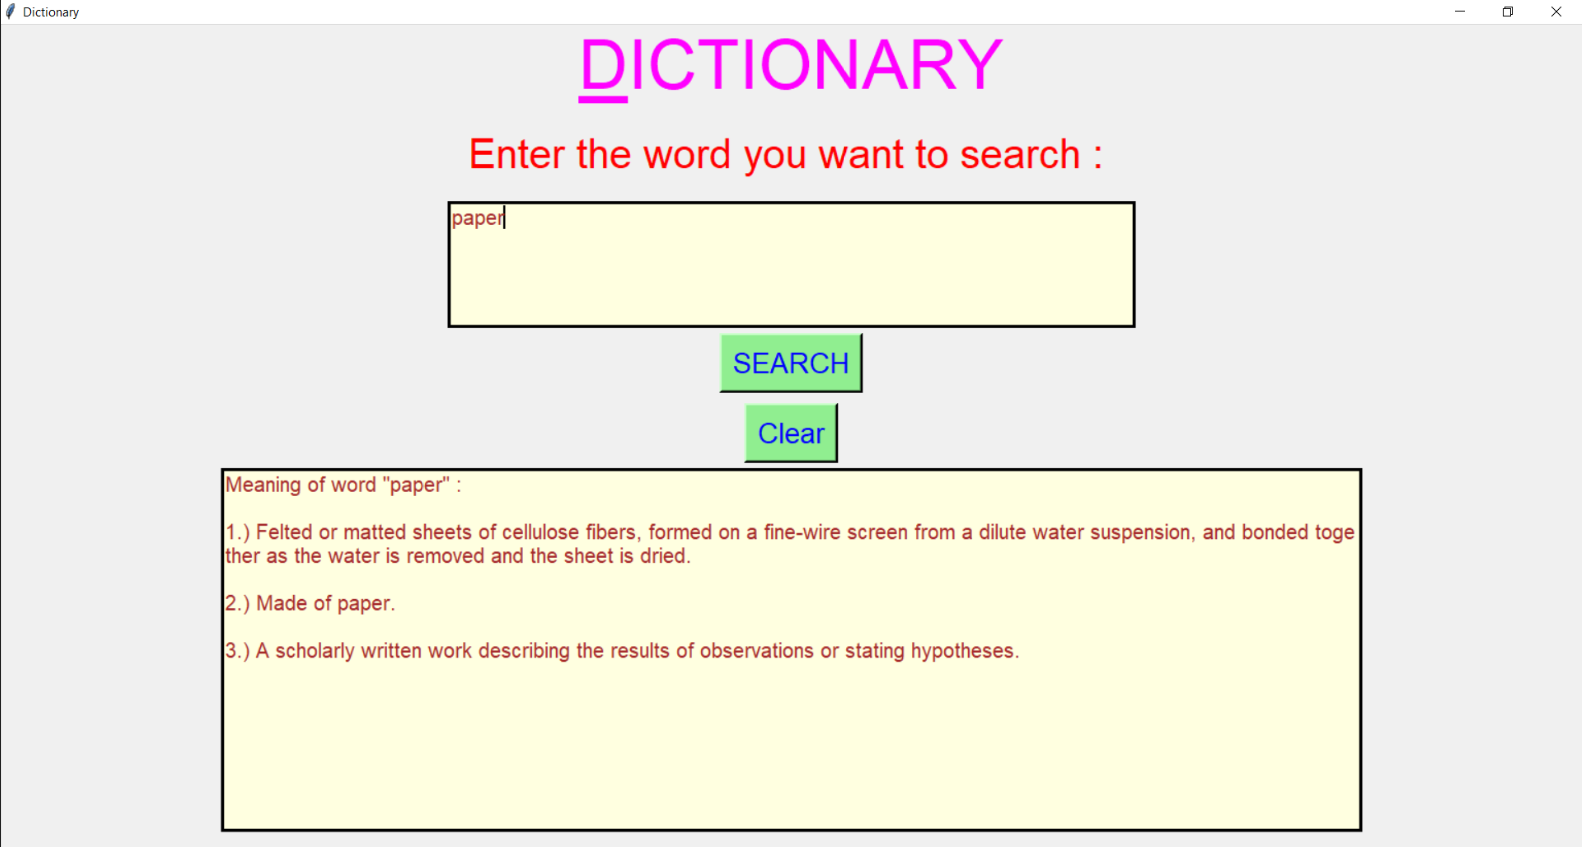 Dictionary
DICTIONARY
Enter the word you want to search :
paper
SEARCH
Clear
Meaning of word "paper" :
1.) Felted or matted sheets of cellulose fibers, formed on a fine-wire screen from a dilute water suspension, and bonded toge
ther as the water is removed and the sheet is dried.
2.) Made of paper.
3.) A scholarly written work describing the results of observations or stating hypotheses.